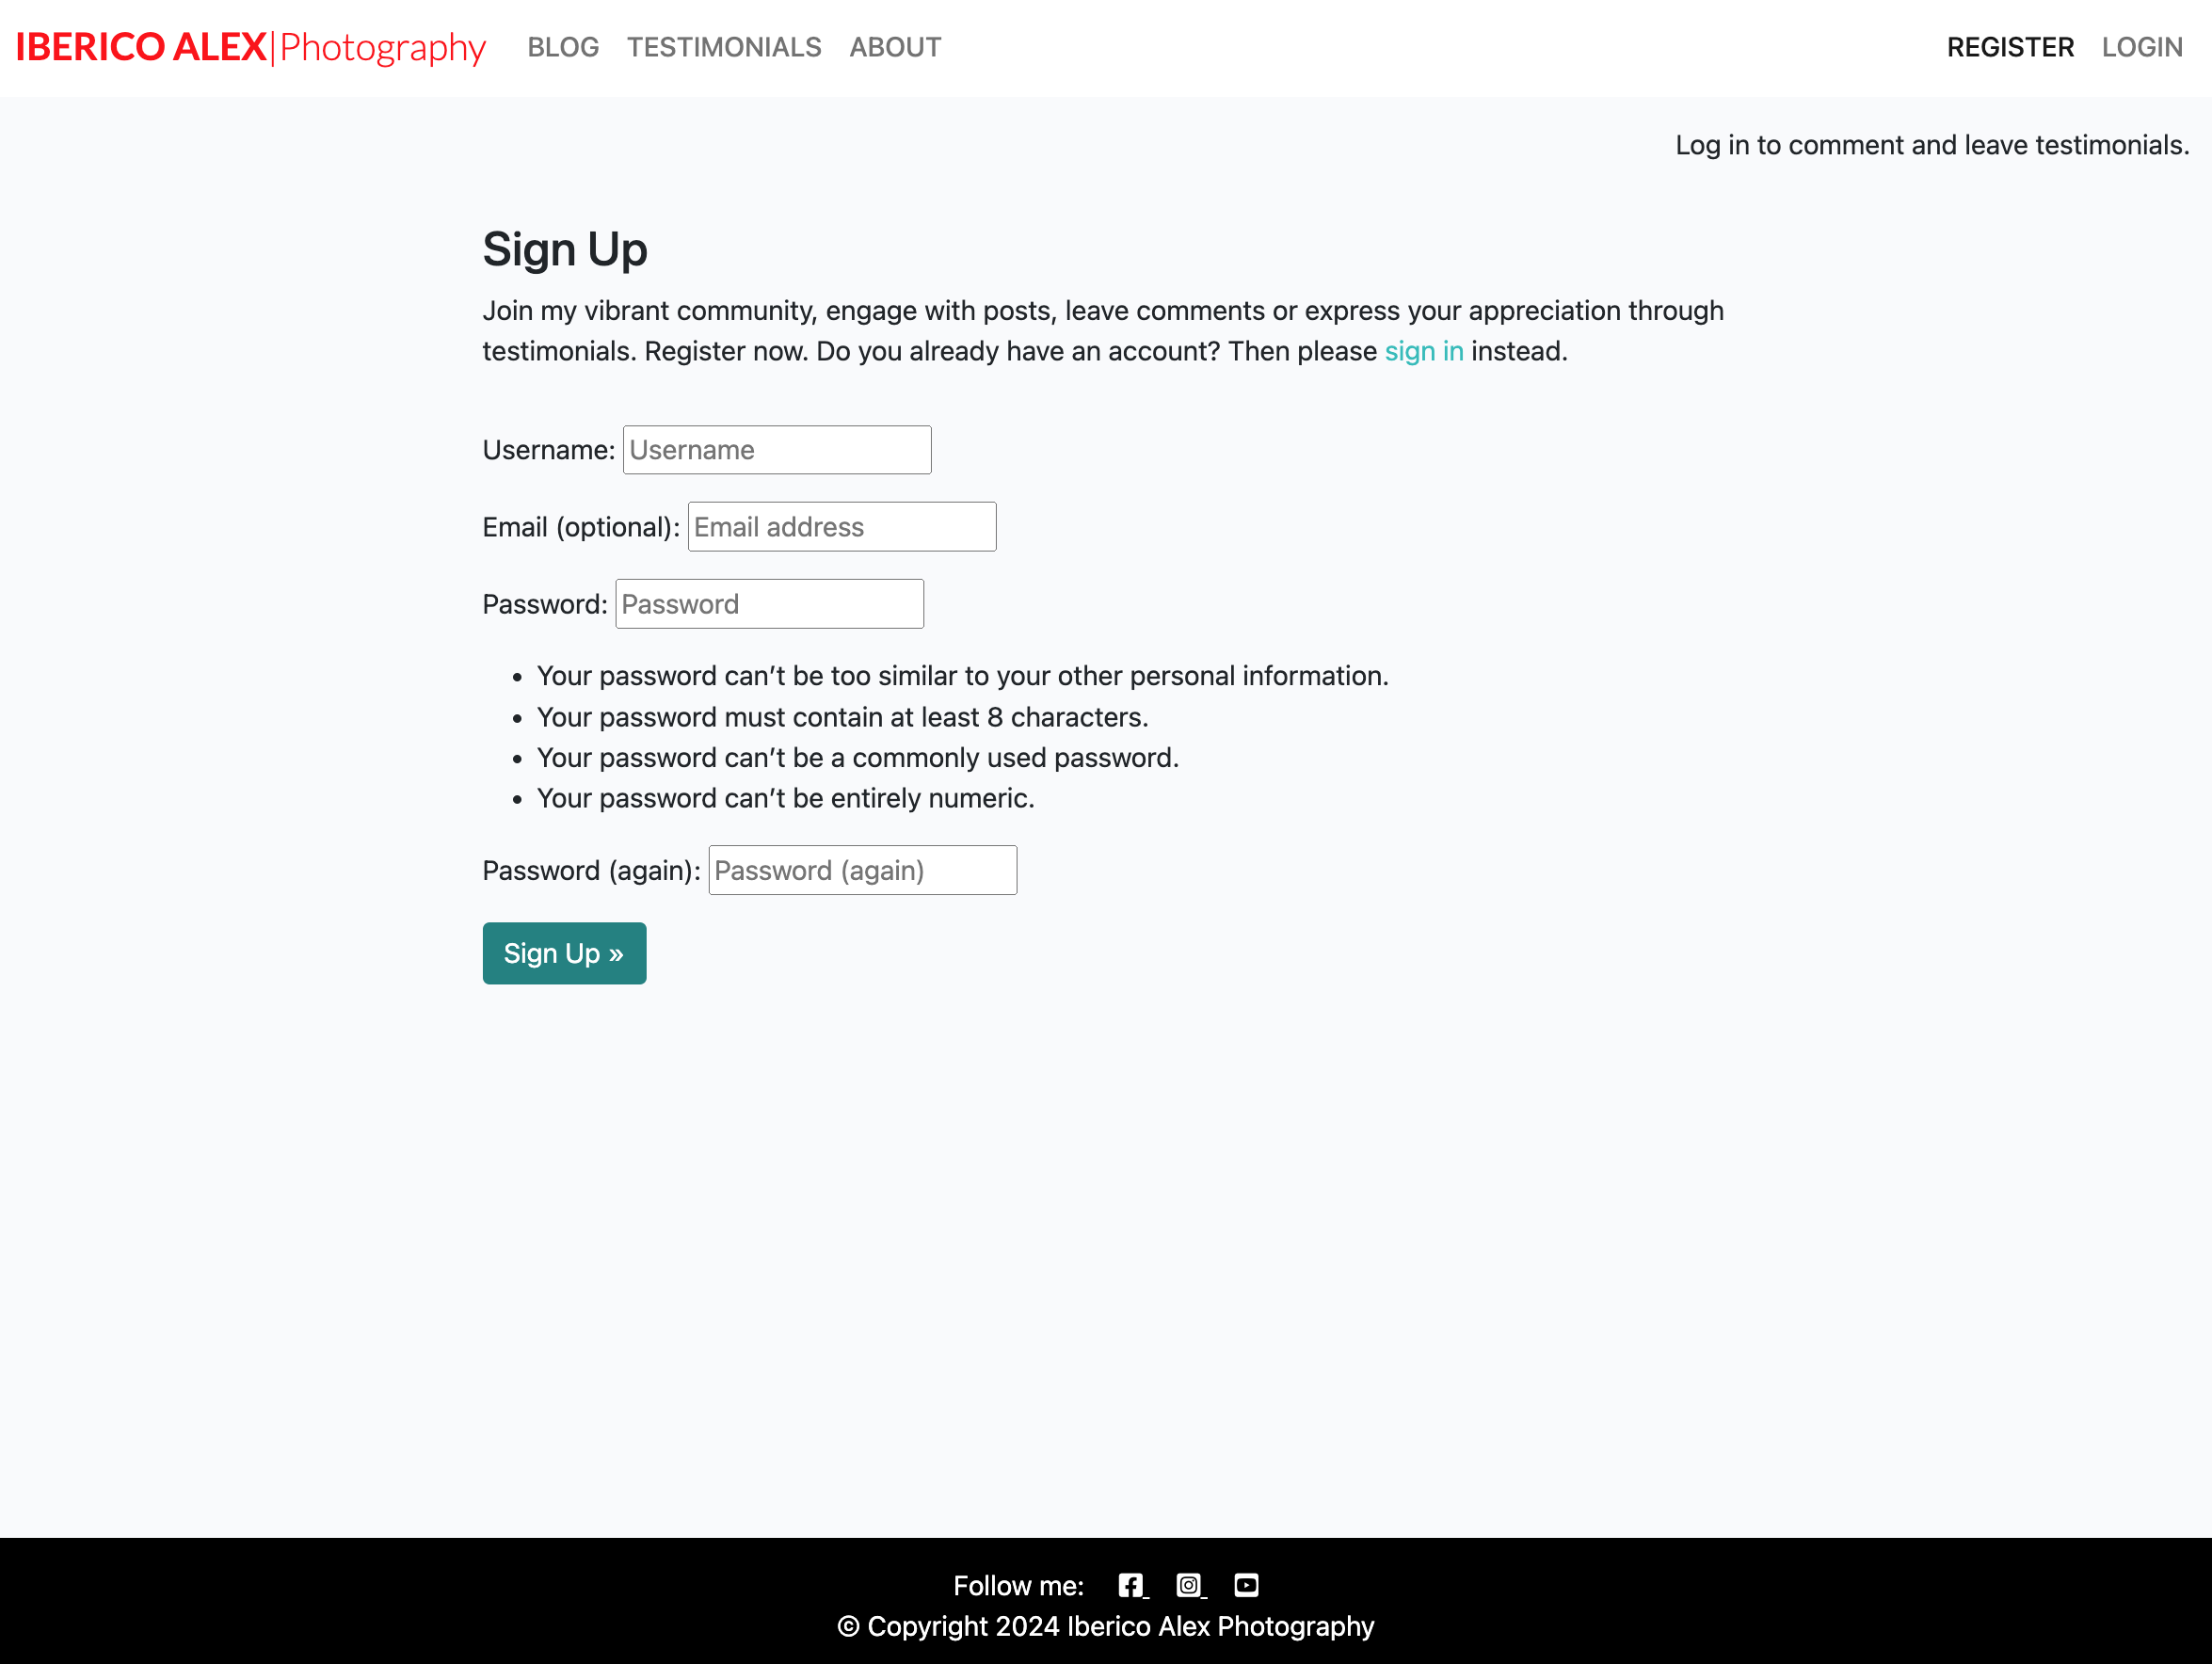 IBERICO ALEX|Photography BLOG TESTIMONIALS ABOUT REGISTER LOGIN
Log in to comment and leave testimonials.
Sign Up
Join my vibrant community, engage with posts, leave comments or express your appreciation through
testimonials. Register now. Do you already have an account? Then please sign in instead.
Username: Username
Email (optional): Email address
Password: Password
• Your password can’t be too similar to your other personal information.
• Your password must contain at least 8 characters.
• Your password can’t be a commonly used password.
• Your password can’t be entirely numeric.
Password (again): Password (again)
Sign Up »
Follow me:
© Copyright 2024 Iberico Alex Photography